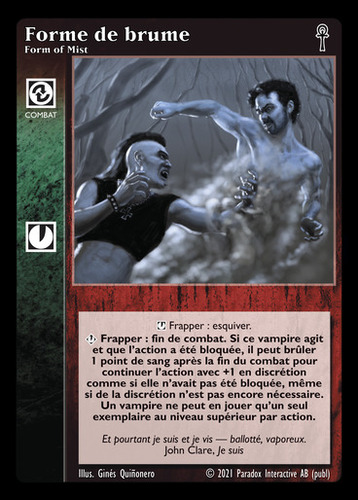 Forme de brume
Form of Mist
COMBAT
Frapper : esquiver.
Frapper : fin de combat. Si ce vampire agit
et que l'action a été bloquée, il peut brûler
1 point de sang après la fin du combat pour
continuer l'action avec +1 en discrétion
comme si elle n'avait pas été bloquée, même
si de la discrétion n'est pas encore nécessaire.
Un vampire ne peut en jouer qu'un seul
exemplaire au niveau supérieur par action.
Et pourtant je suis et je vis — ballotté, vaporeux.
John Clare, Je suis
Illus. Ginés Quiñonero
© 2021 Paradox Interactive AB (publ)